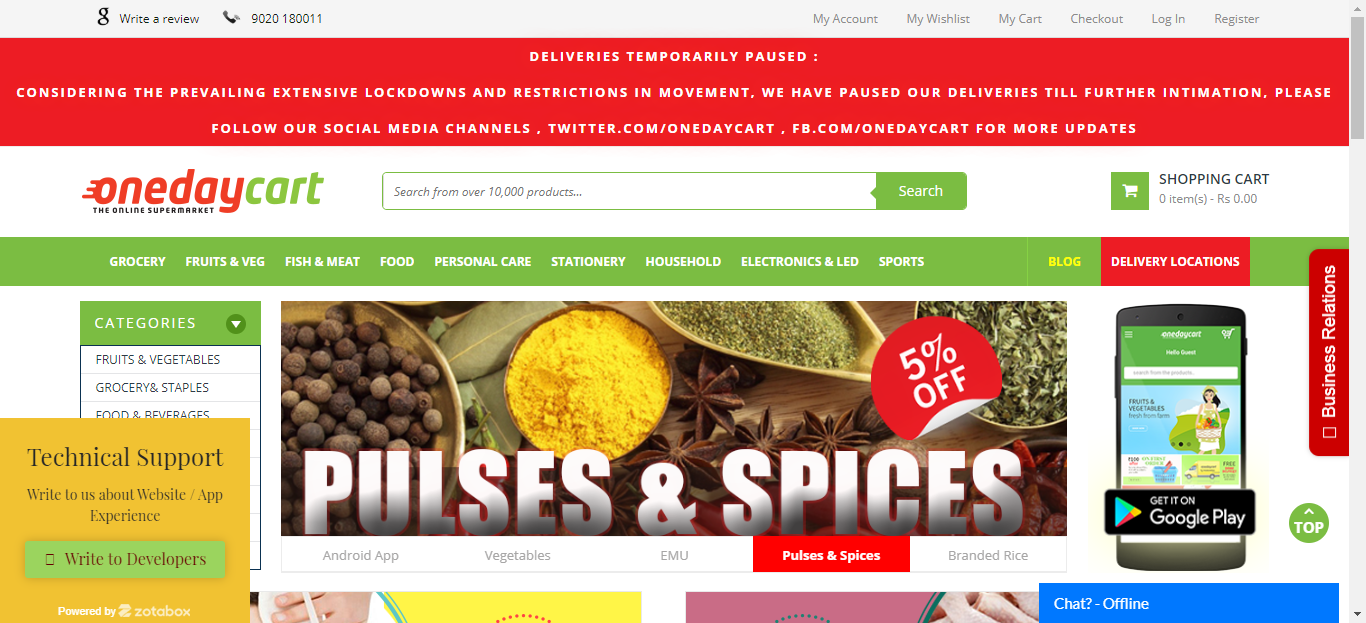 Write a review
9020 180011
My Account
My Wishlist
My Cart
Checkout
Log In
Register
DELIVERIES TEMPORARILY PAUSED :
CONSIDERING THE PREVAILING EXTENSIVE LOCKDOWNS AND RESTRICTIONS IN MOVEMENT, WE HAVE PAUSED OUR DELIVERIES TILL FURTHER INTIMATION, PLEASE
FOLLOW OUR SOCIAL MEDIA CHANNELS , TWITTER.COM/ONEDAYCART , FB.COM/ONEDAYCART FOR MORE UPDATES
onedaycart
THE ONLINE SUPERMARKET
Search from over 10,000 products...
Search
SHOPPING CART
0 item(s) - Rs 0.00
GROCERY
FRUITS & VEG
FISH & MEAT
FOOD
PERSONAL CARE
STATIONERY
HOUSEHOLD
ELECTRONICS & LED
SPORTS
BLOG
DELIVERY LOCATIONS
CATEGORIES
FRUITS & VEGETABLES
GROCERY& STAPLES
FOOD & BEVERAGES
5%
OFF
PULSES & SPICES
Android App
Vegetables
EMU
Pulses & Spices
Branded Rice
onedaycart
Hello Guest
search from the products..
FRUITS &
VEGETABLES
fresh from farm
GET IT ON
Google Play
Business Relations
TOP
Technical Support
Write to us about Website / App
Experience
Write to Developers
Powered by zotabox
Chat? - Offline